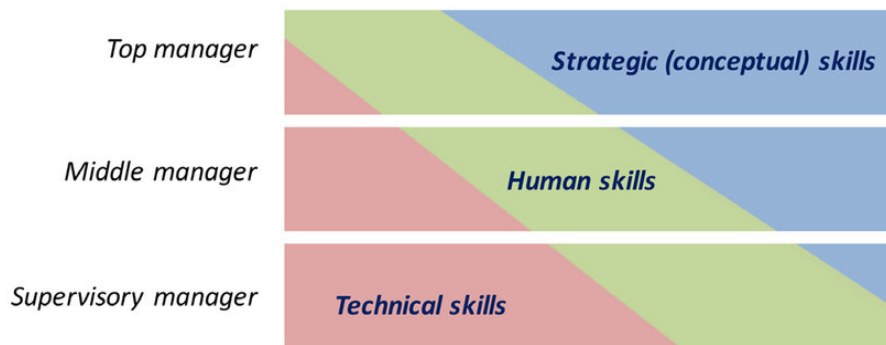 Top manager
Strategic (conceptual) skills
Middle manager
Human skills
Supervisory manager
Technical skills